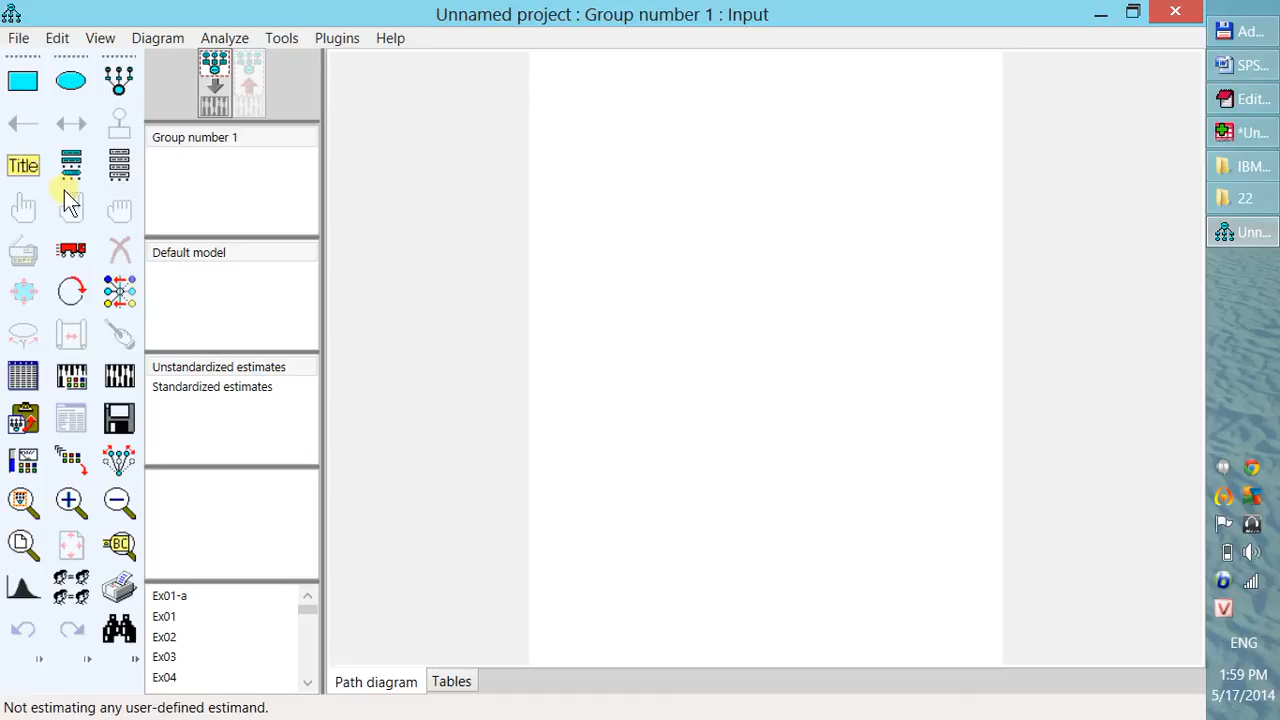 Unnamed project : Group number 1 : Input
File Edit View Diagram Analyze Tools Plugins Help
Title
Group number 1
Default model
Unstandardized estimates
Standardized estimates
BC
Ex01-a
Ex01
Ex02
Ex03
Ex04
Path diagram Tables
Not estimating any user-defined estimand.
Ad...
SPS...
Edit...
*Un...
IBM...
22
Unn...
ENG
1:59 PM
5/17/2014